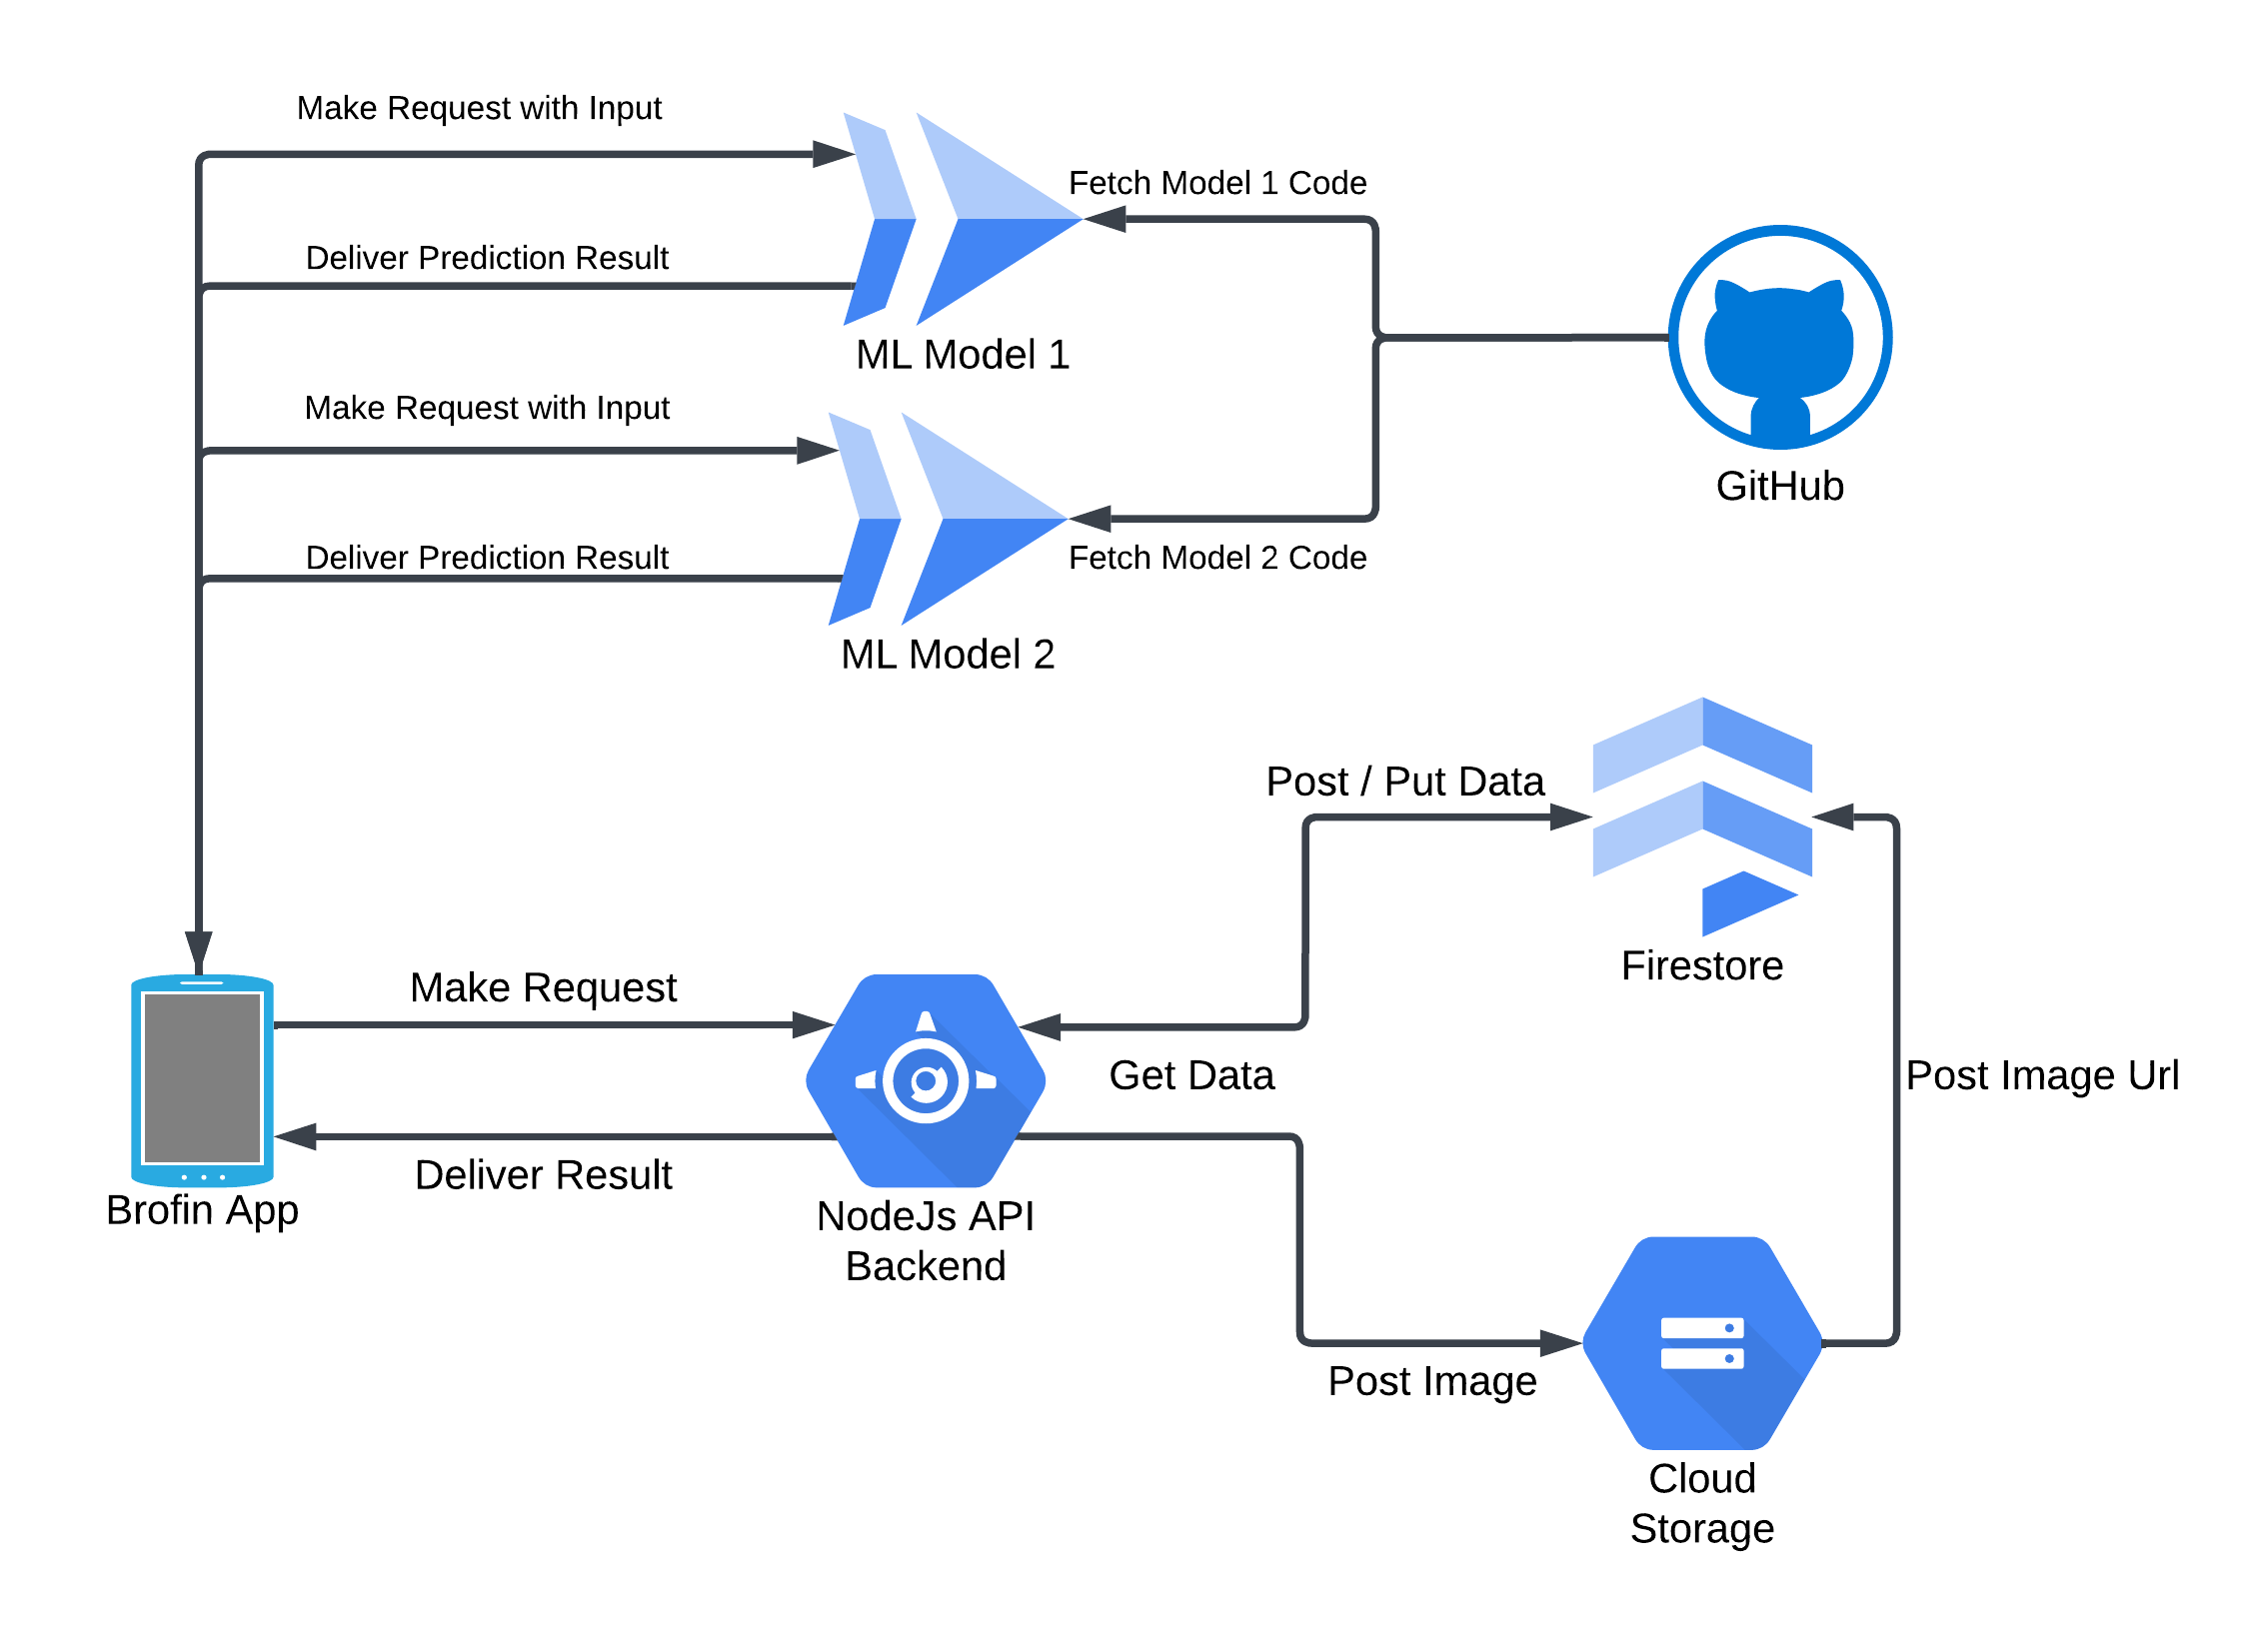 Make Request with Input
Fetch Model 1 Code
Deliver Prediction Result
ML Model 1
Make Request with Input
GitHub
Deliver Prediction Result
Fetch Model 2 Code
ML Model 2
Post / Put Data
Firestore
Make Request
Get Data
Post Image Url
Deliver Result
Brofin App
NodeJs API
Backend
Post Image
Cloud
Storage